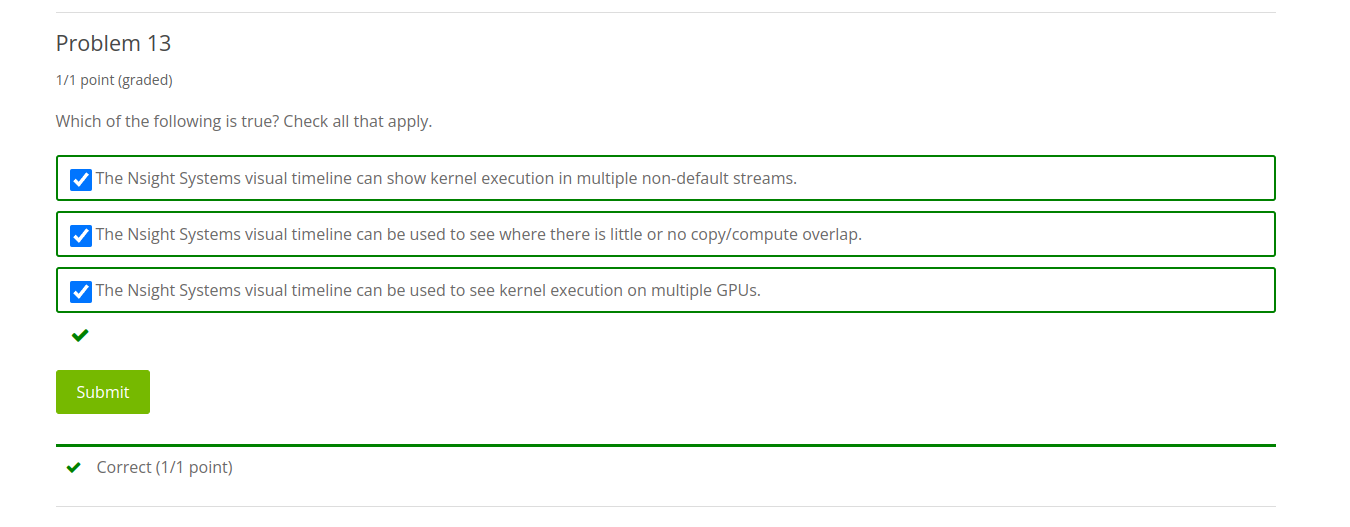 Problem 13
1/1 point (graded)
Which of the following is true? Check all that apply.
The Nsight Systems visual timeline can show kernel execution in multiple non-default streams.
The Nsight Systems visual timeline can be used to see where there is little or no copy/compute overlap.
The Nsight Systems visual timeline can be used to see kernel execution on multiple GPUs.
Submit
Correct (1/1 point)